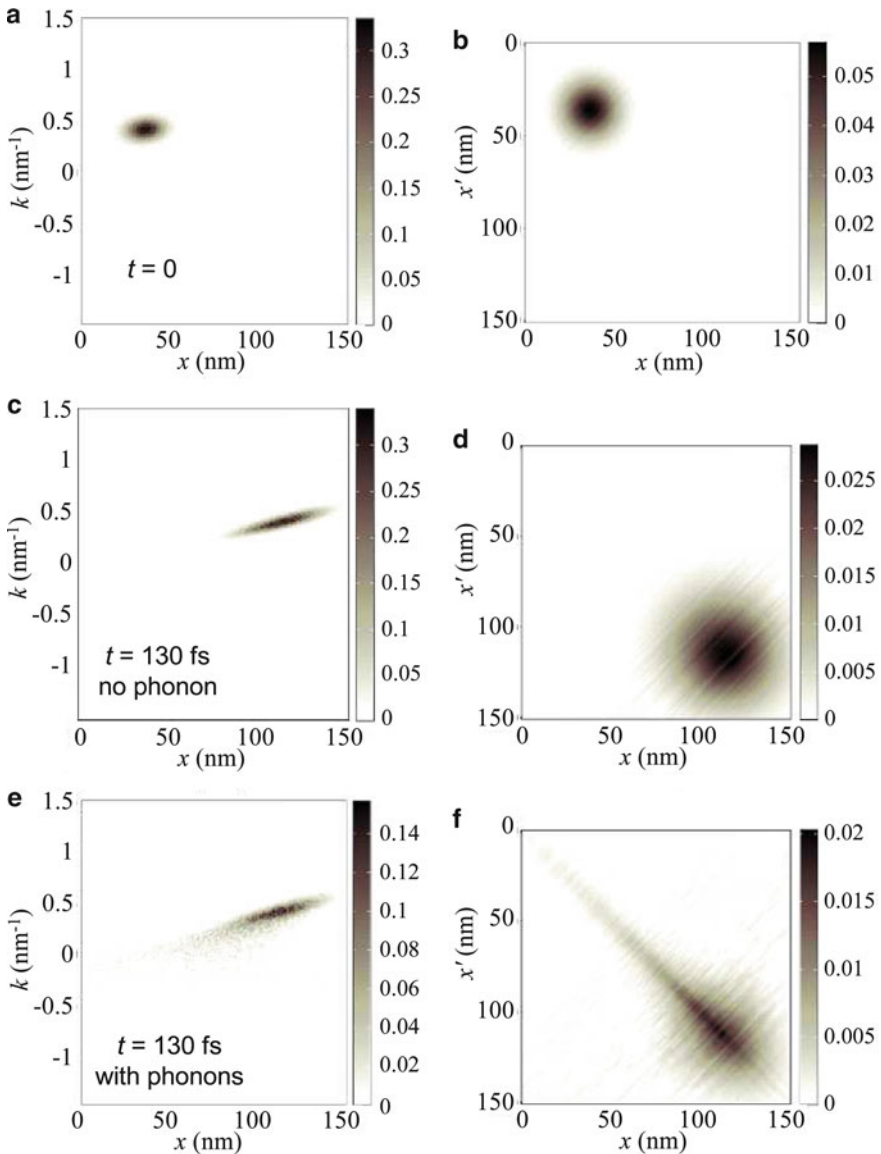 a
1.5
1
0.5
0
-0.5
-1
k (nm-1)
t = 0
0 50 100 150
x (nm)
0.3
0.25
0.2
0.15
0.1
0.05
0
b
0
50
100
150
x′ (nm)
0 50 100 150
x (nm)
0.05
0.04
0.03
0.02
0.01
0
c
1.5
1
0.5
0
-0.5
-1
k (nm-1)
t = 130 fs
no phonon
0 50 100 150
x (nm)
0.3
0.25
0.2
0.15
0.1
0.05
0
d
0
50
100
150
x′ (nm)
0 50 100 150
x (nm)
0.025
0.02
0.015
0.01
0.005
0
e
1.5
1
0.5
0
-0.5
-1
k (nm-1)
t = 130 fs
with phonons
0 50 100 150
x (nm)
0.14
0.12
0.1
0.08
0.06
0.04
0.02
0
f
0
50
100
150
x′ (nm)
0 50 100 150
x (nm)
0.02
0.015
0.01
0.005
0